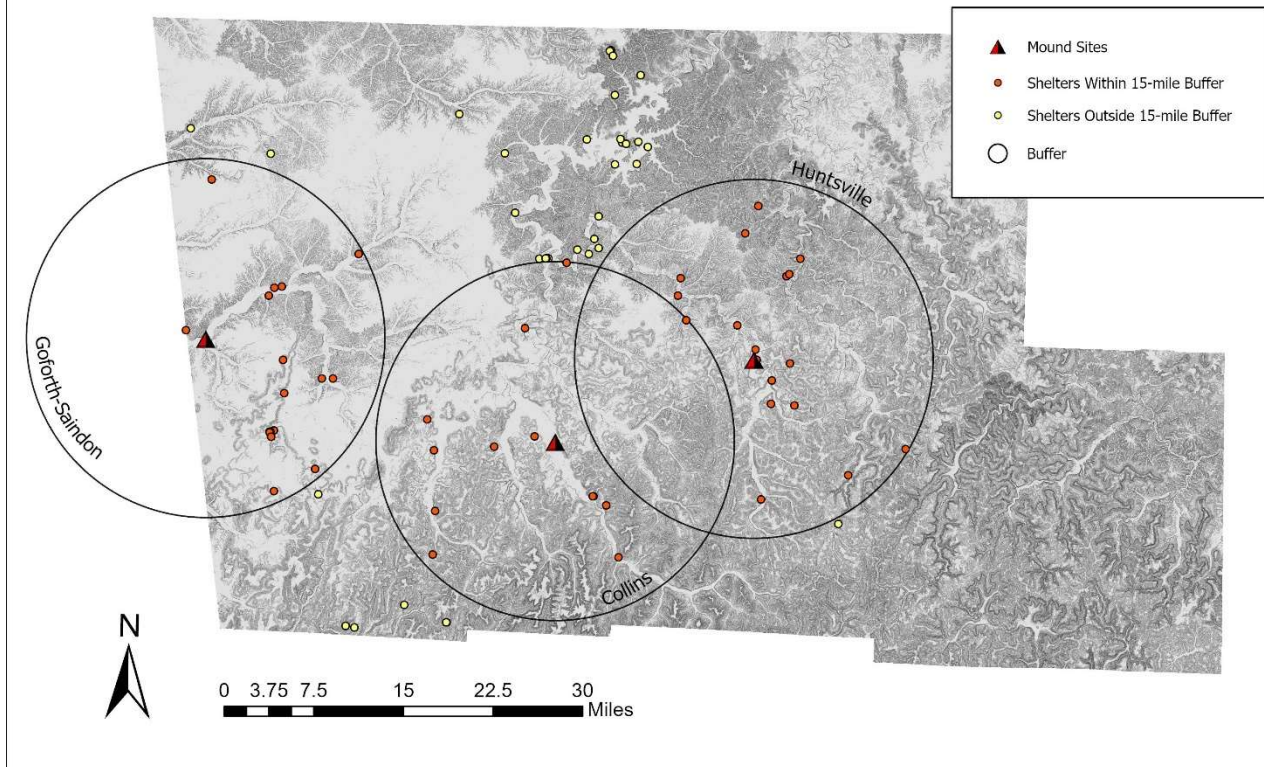 Mound Sites
Shelters Within 15-mile Buffer
Shelters Outside 15-mile Buffer
Buffer
Huntsville
Goforth-Saindon
Collins
N
0 3.75 7.5 15 22.5 30
Miles